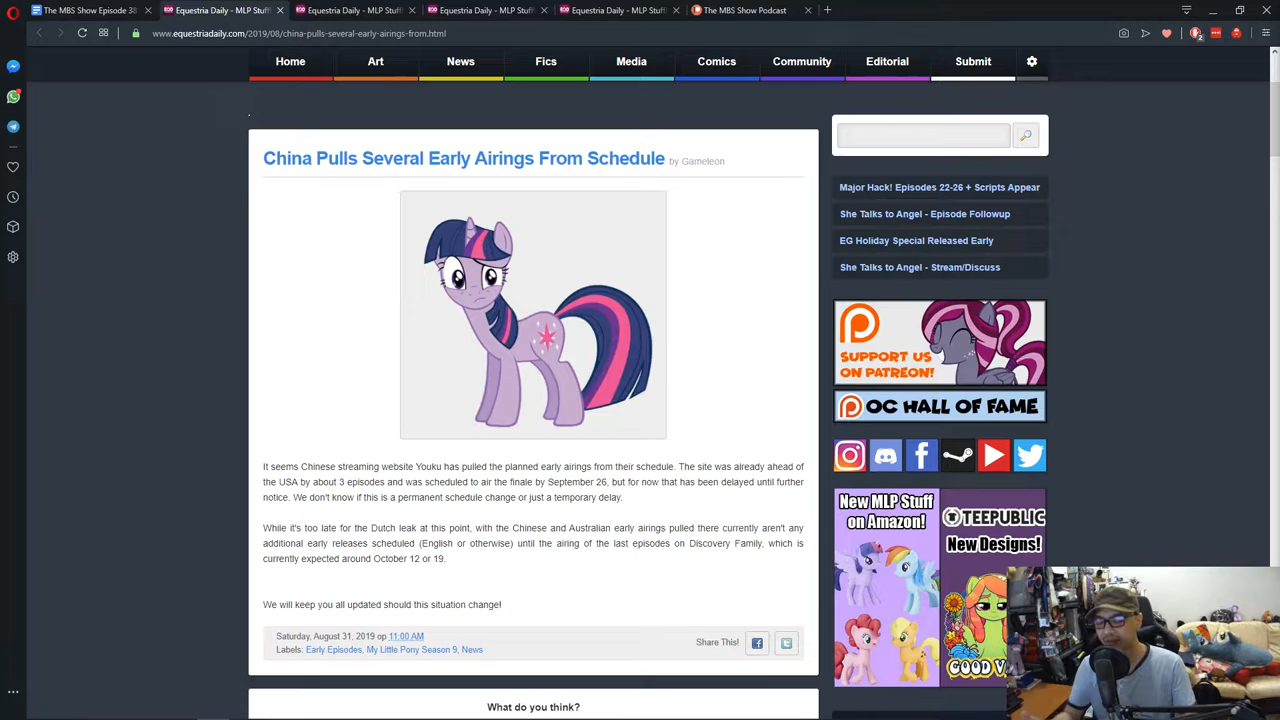 The MBS Show Episode 38
Equestria Daily - MLP Stuff
Equestria Daily - MLP Stuf
Equestria Daily - MLP Stuf
Equestria Daily - MLP Stuf
The MBS Show Podcast
www.equestriadaily.com/2019/08/china-pulls-several-early-airings-from.html
Home Art News Fics Media Comics Community Editorial Submit
China Pulls Several Early Airings From Schedule by Gameleon
It seems Chinese streaming website Youku has pulled the planned early airings from their schedule. The site was already ahead of
the USA by about 3 episodes and was scheduled to air the finale by September 26, but for now that has been delayed until further
notice. We don't know if this is a permanent schedule change or just a temporary delay.
While it's too late for the Dutch leak at this point, with the Chinese and Australian early airings pulled there currently aren't any
additional early releases scheduled (English or otherwise) until the airing of the last episodes on Discovery Family, which is
currently expected around October 12 or 19.
We will keep you all updated should this situation change!
Saturday, August 31, 2019 op 11:00 AM
Labels: Early Episodes, My Little Pony Season 9, News
Share This!
What do you think?
Major Hack! Episodes 22-26 + Scripts Appear
She Talks to Angel - Episode Followup
EG Holiday Special Released Early
She Talks to Angel - Stream/Discuss
SUPPORT US
ON PATREON!
OC HALL OF FAME
New MLP Stuff
on Amazon!
TEEPUBLIC
New Designs!
GOOD V